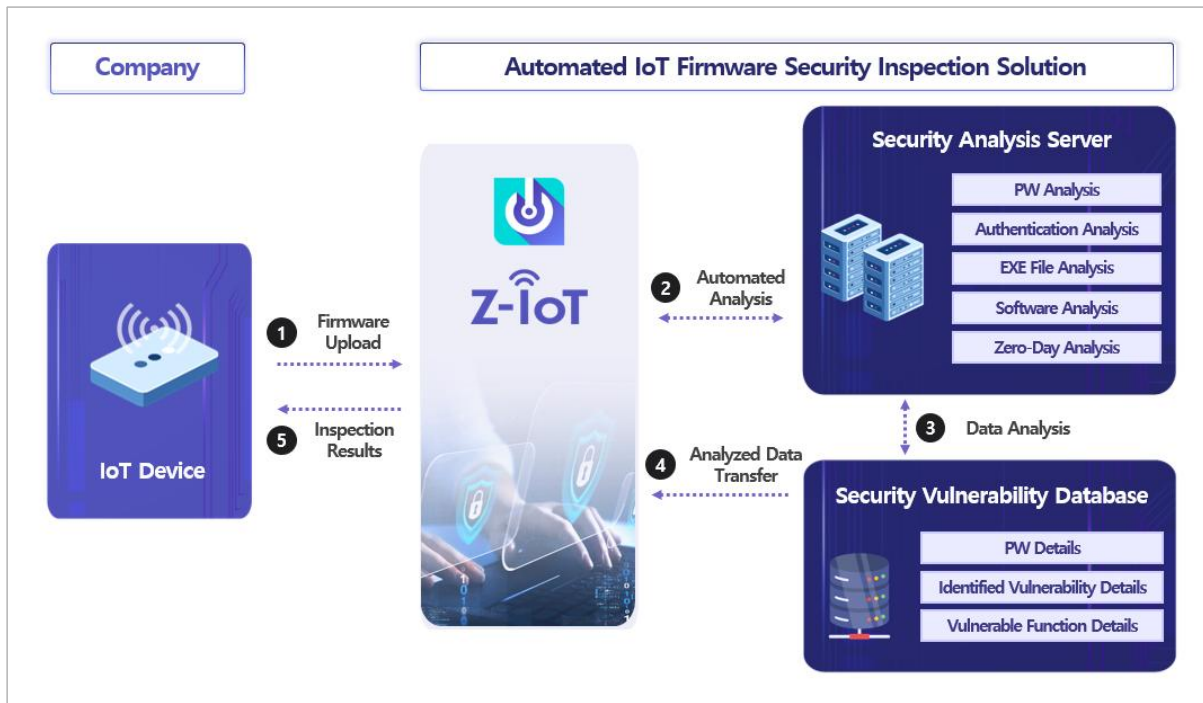 Company
Automated IoT Firmware Security Inspection Solution
IoT Device
1
Firmware
Upload
5
Inspection
Results
Z-IoT
2
Automated
Analysis
4
Analyzed Data
Transfer
Security Analysis Server
PW Analysis
Authentication Analysis
EXE File Analysis
Software Analysis
Zero-Day Analysis
3
Data Analysis
Security Vulnerability Database
PW Details
Identified Vulnerability Details
Vulnerable Function Details